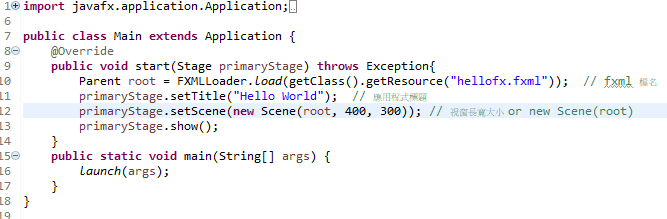 1 import javafx.application.Application;
6
7 public class Main extends Application {
8 @Override
9 public void start(Stage primaryStage) throws Exception{
10 Parent root = FXMLLoader.load(getClass().getResource("hellofx.fxml")); // fxml 檔名
11 primaryStage.setTitle("Hello World"); // 應用程式標題
12 primaryStage.setScene(new Scene(root, 400, 300)); // 視窗長寬大小 or new Scene(root)
13 primaryStage.show();
14 }
15 public static void main(String[] args) {
16 launch(args);
17 }
18 }